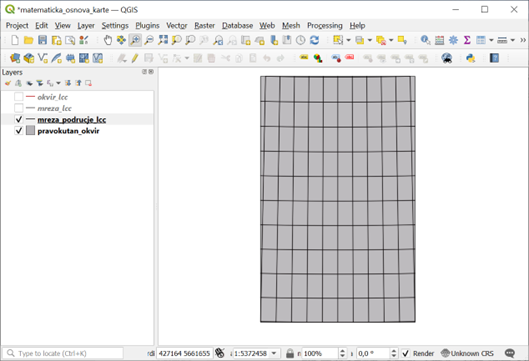 *matematicka_osnova_karte — QGIS
Project Edit View Layer Settings Plugins Vector Raster Database Web Mesh Processing Help
Layers
okvir_lcc
mreza_lcc
mreza_područje_lcc
pravokutan_okvir
Type to locate (Ctrl+K) 427164 5661655 1:5372458 100% 0,0 ° Render Unknown CRS